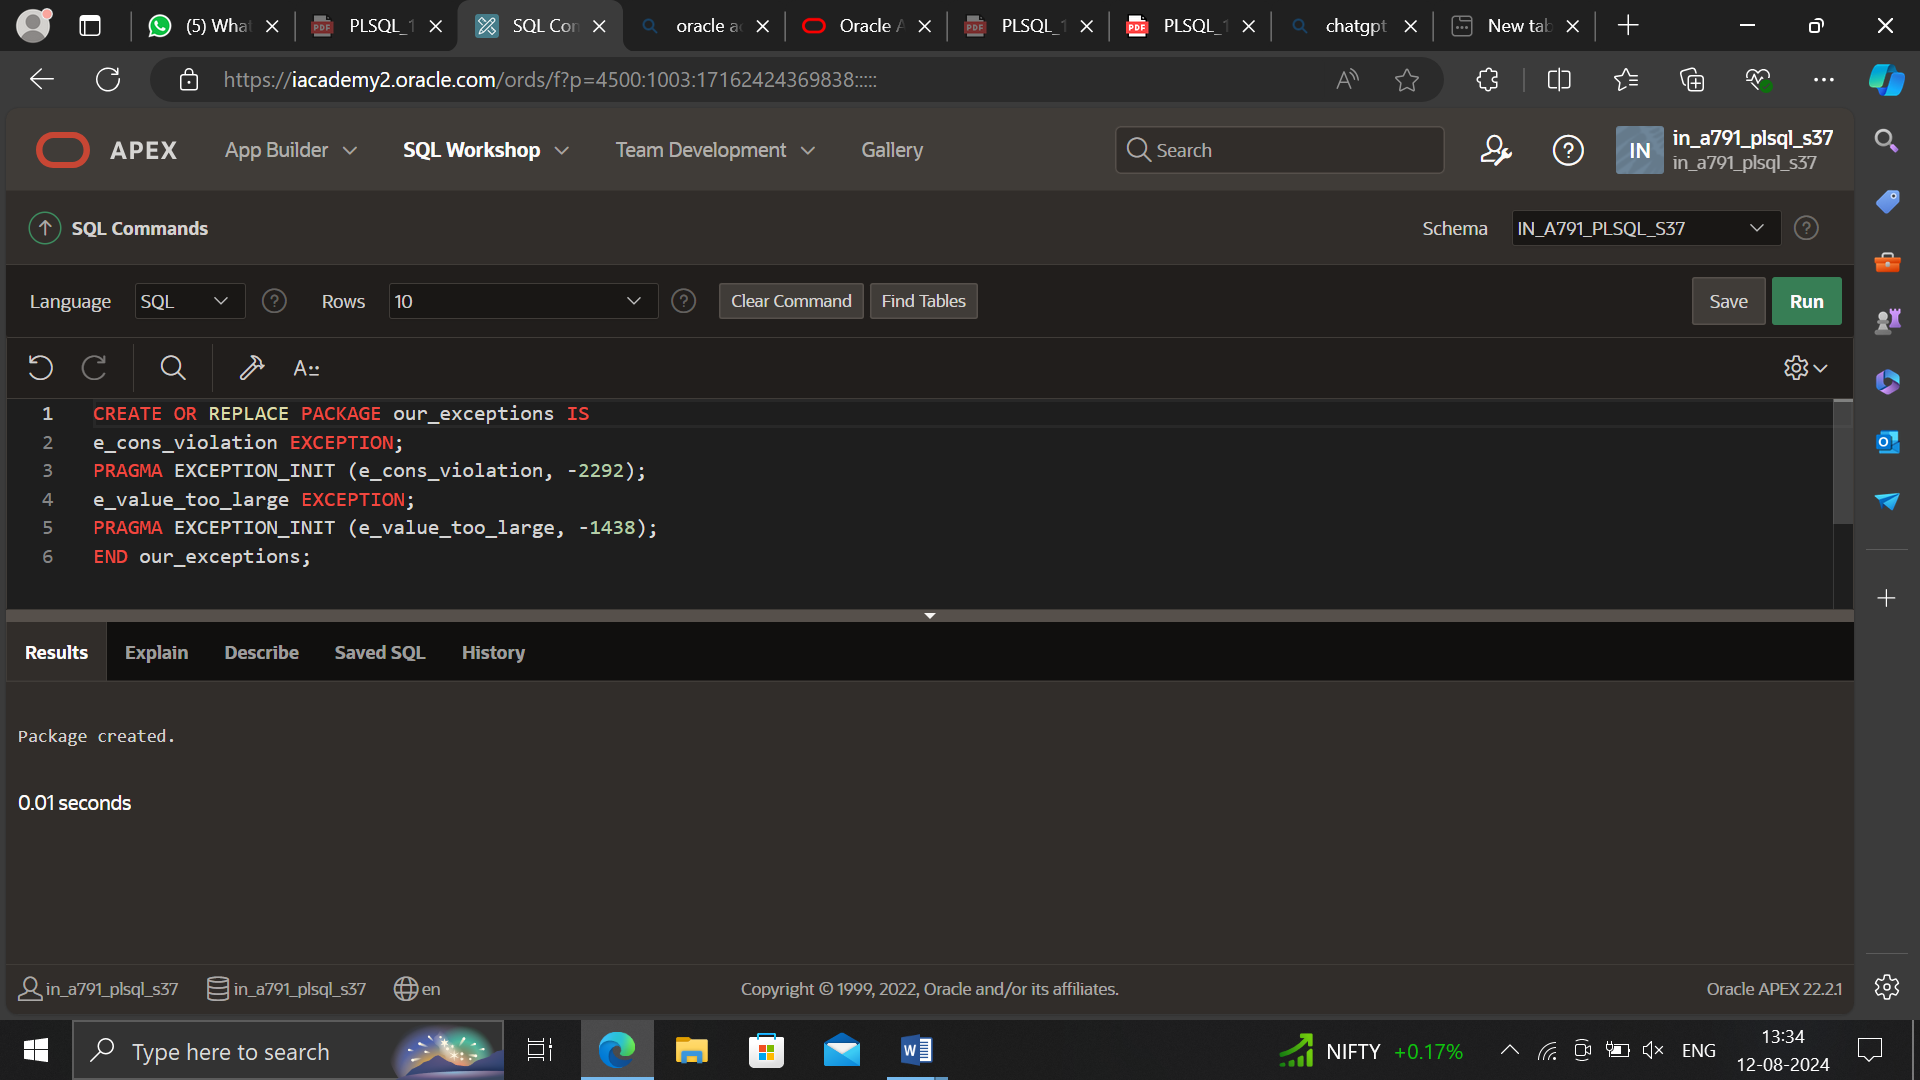 (5) What
PLSQL_1
SQL Con
oracle ac
Oracle A
PLSQL_1
PLSQL_1
chatgpt
New tab
https://iacademy2.oracle.com/ords/f?p=4500:1003:17162424369838:::::
APEX
App Builder
SQL Workshop
Team Development
Gallery
Search
IN
in_a791_plsql_s37
in_a791_plsql_s37
SQL Commands
Schema
IN_A791_PLSQL_S37
Language
SQL
Rows
10
Clear Command
Find Tables
Save
Run
1 CREATE OR REPLACE PACKAGE our_exceptions IS
2 e_cons_violation EXCEPTION;
3 PRAGMA EXCEPTION_INIT (e_cons_violation, -2292);
4 e_value_too_large EXCEPTION;
5 PRAGMA EXCEPTION_INIT (e_value_too_large, -1438);
6 END our_exceptions;
Results
Explain
Describe
Saved SQL
History
Package created.
0.01 seconds
in_a791_plsql_s37
in_a791_plsql_s37
en
Copyright © 1999, 2022, Oracle and/or its affiliates.
Oracle APEX 22.2.1
Type here to search
NIFTY +0.17%
ENG
13:34
12-08-2024